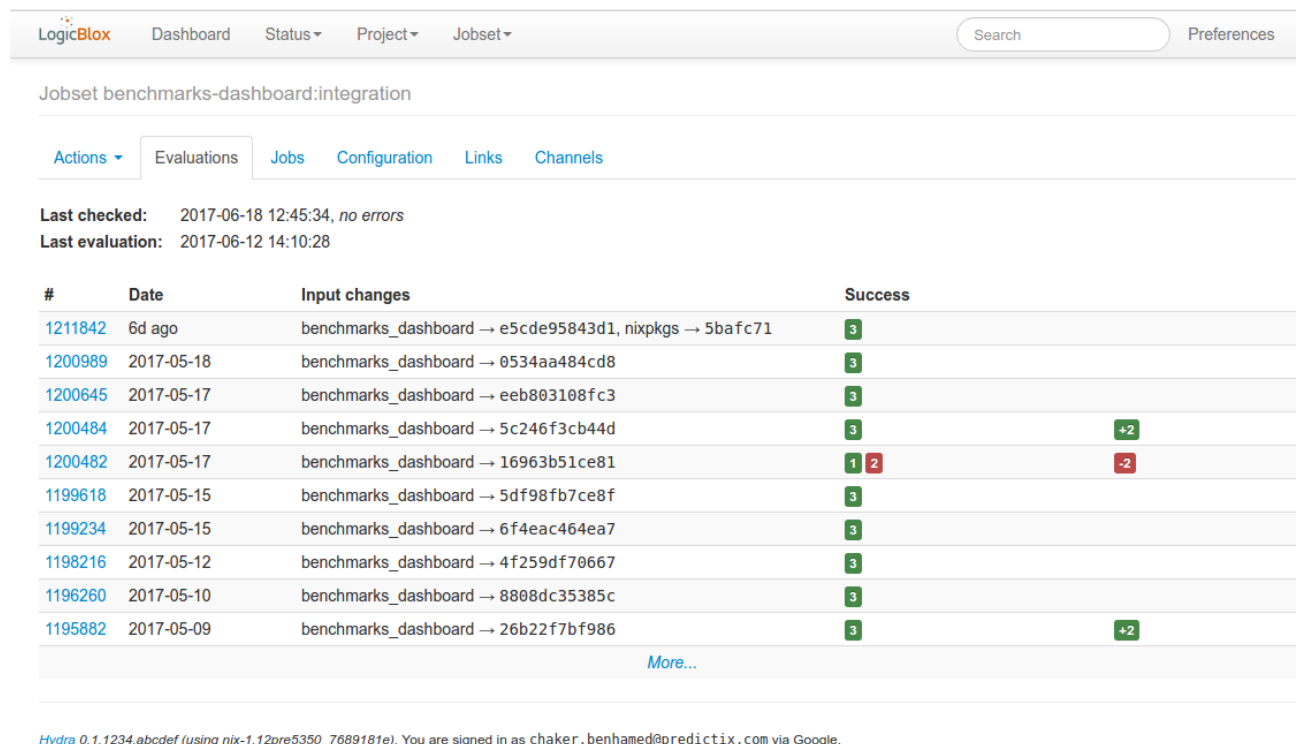 LogicBlox Dashboard Status Project Jobset Search Preferences
Jobset benchmarks-dashboard:integration
Actions Evaluations Jobs Configuration Links Channels
Last checked: 2017-06-18 12:45:34, no errors
Last evaluation: 2017-06-12 14:10:28
# Date Input changes Success
1211842 6d ago benchmarks_dashboard → e5cde95843d1, nixpkgs → 5bafc71 3
1200989 2017-05-18 benchmarks_dashboard → 0534aa484cd8 3
1200645 2017-05-17 benchmarks_dashboard → eeb803108fc3 3
1200484 2017-05-17 benchmarks_dashboard → 5c246f3cb44d 3 +2
1200482 2017-05-17 benchmarks_dashboard → 16963b51ce81 1 2 -2
1199618 2017-05-15 benchmarks_dashboard → 5df98fb7ce8f 3
1199234 2017-05-15 benchmarks_dashboard → 6f4eac464ea7 3
1198216 2017-05-12 benchmarks_dashboard → 4f259df70667 3
1196260 2017-05-10 benchmarks_dashboard → 8808dc35385c 3
1195882 2017-05-09 benchmarks_dashboard → 26b22f7bf986 3 +2
More...
Hydra 0.1.1234.abcdef (using nix-1.12pre5350_7689181e). You are signed in as chaker.benhamed@predictix.com via Google.